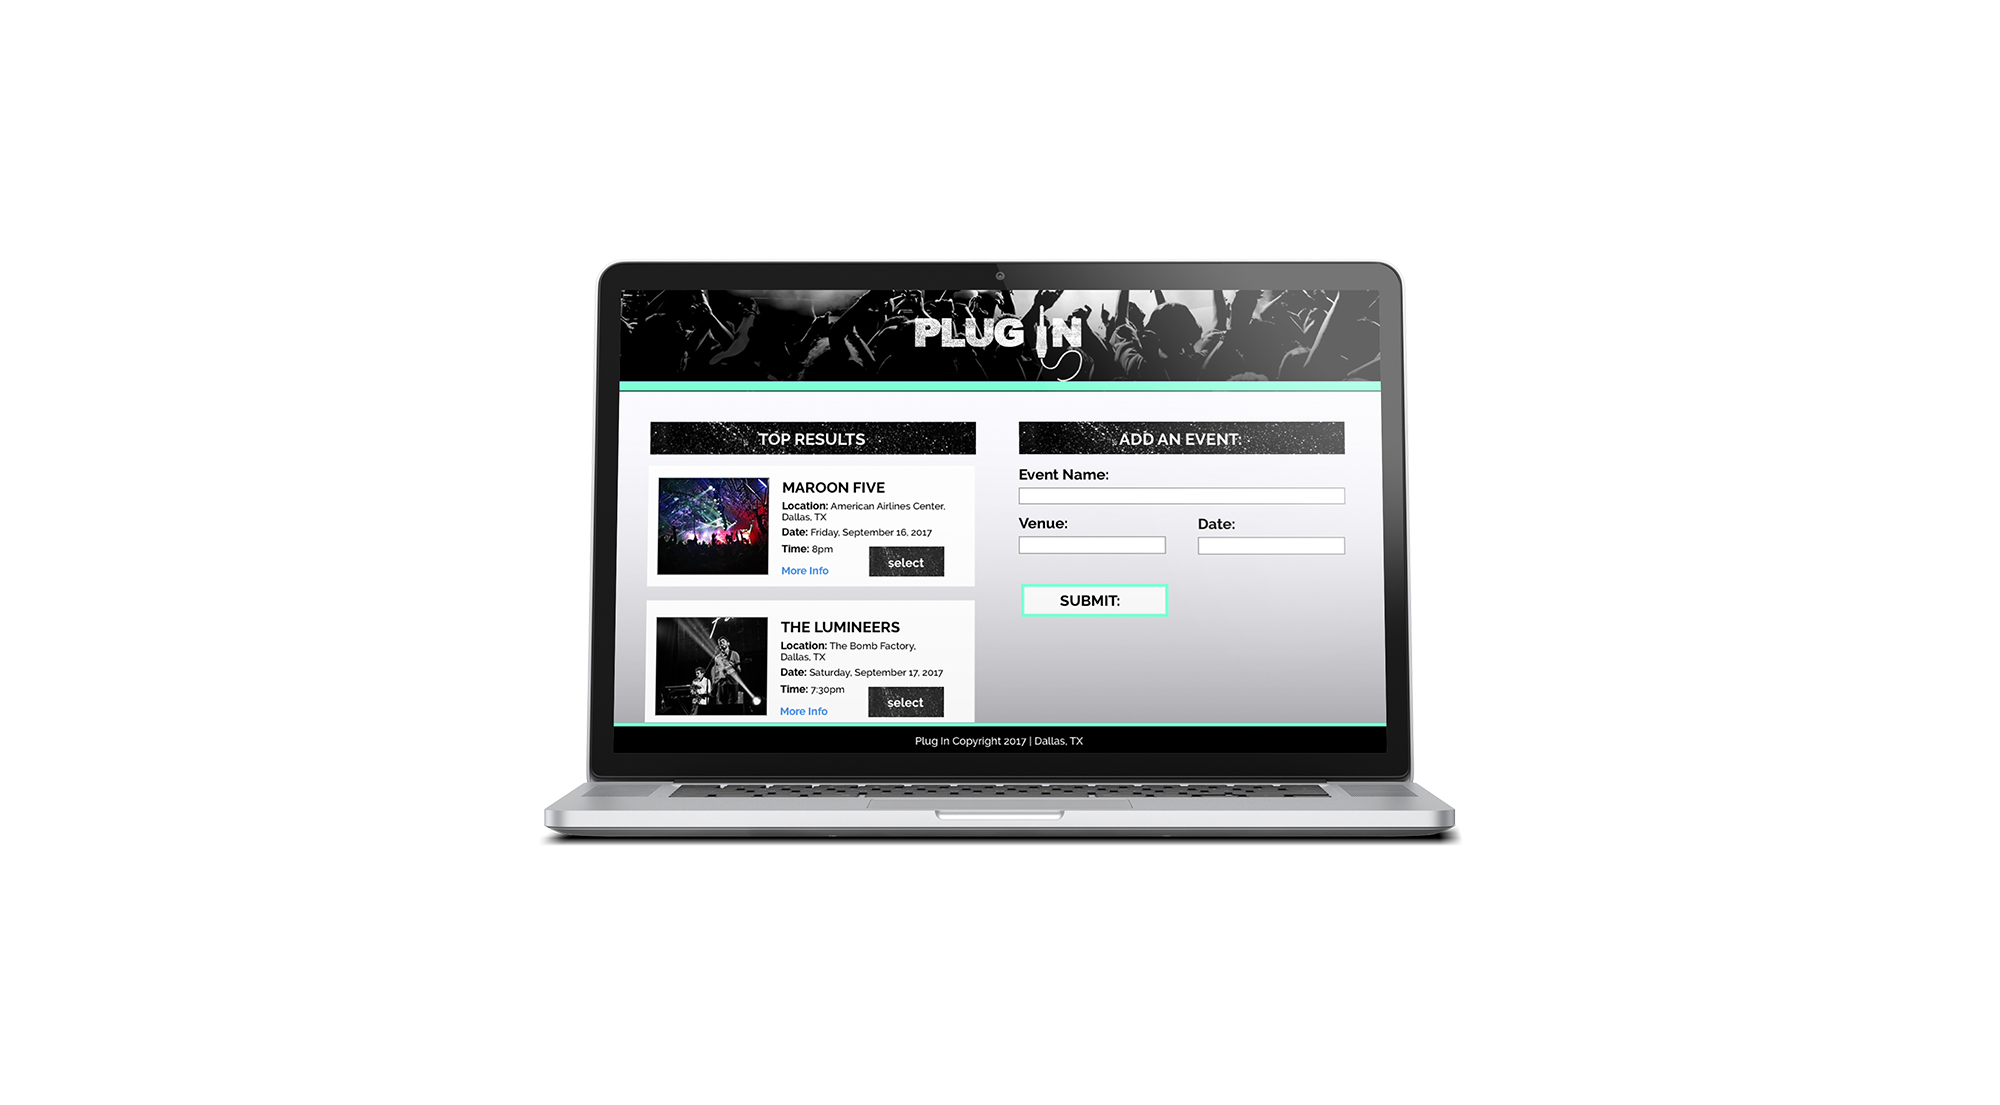 PLUG IN
TOP RESULTS
MAROON FIVE
Location: American Airlines Center,
Dallas, TX
Date: Friday, September 16, 2017
Time: 8pm
select
More Info
THE LUMINEERS
Location: The Bomb Factory,
Dallas, TX
Date: Saturday, September 17, 2017
Time: 7:30pm
select
More Info
ADD AN EVENT:
Event Name:
Venue:
Date:
SUBMIT:
Plug In Copyright 2017 | Dallas, TX